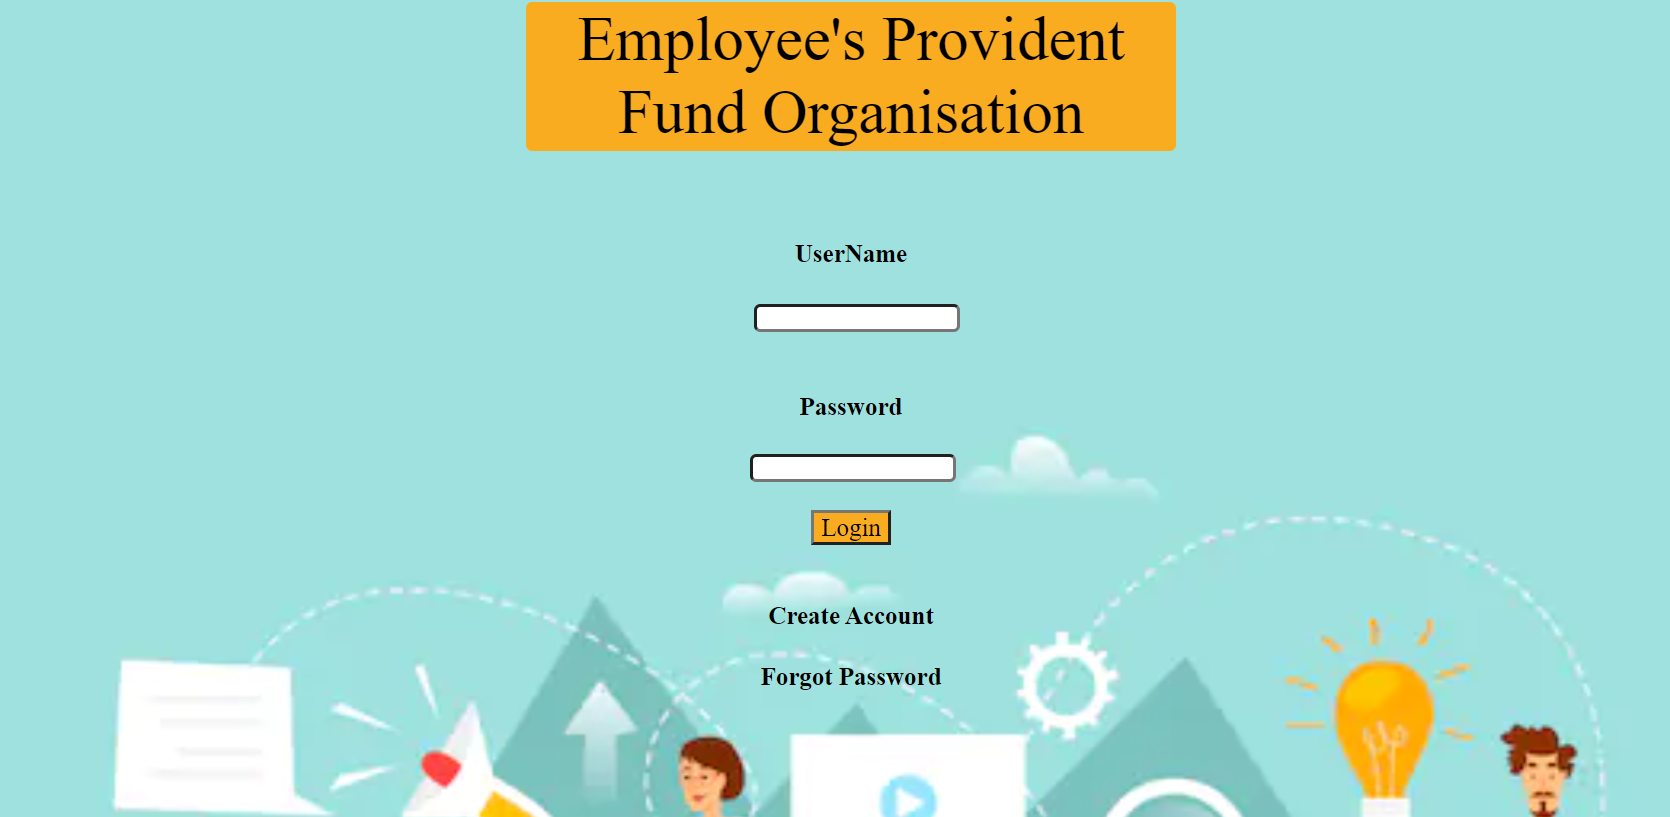 Employee's Provident
Fund Organisation
UserName
Password
Login
Create Account
Forgot Password